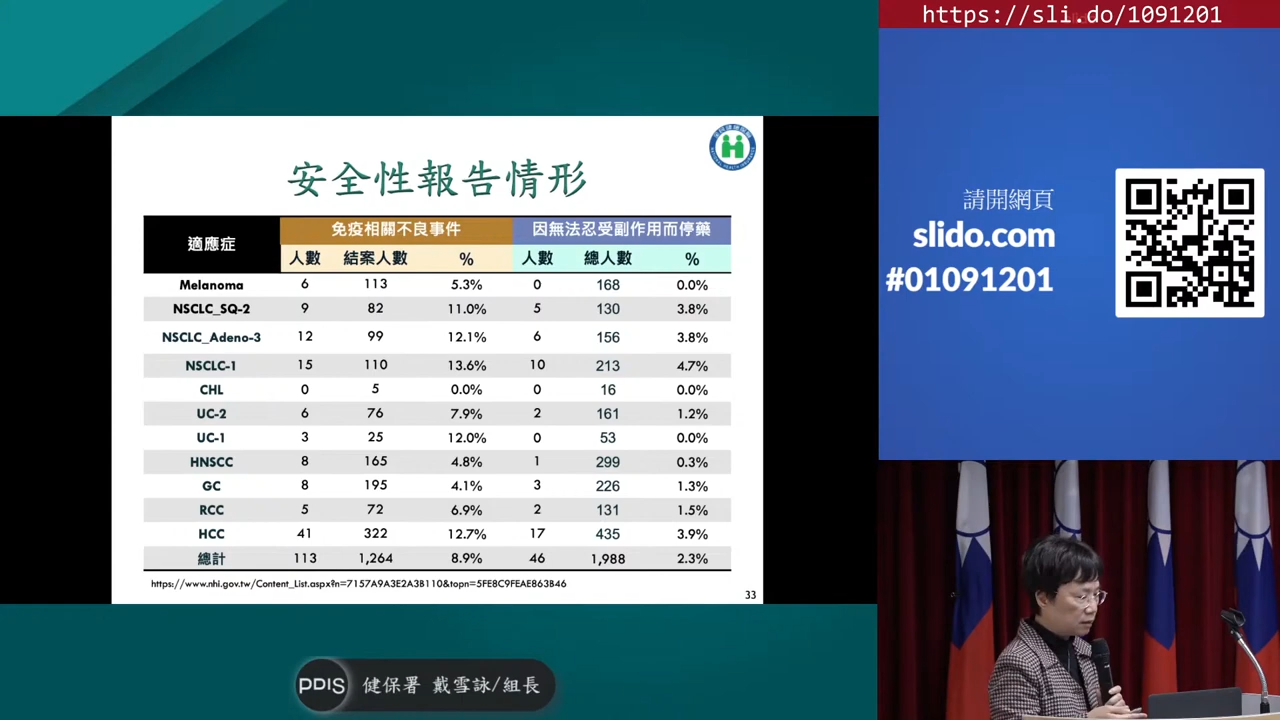 https://sli.do/1091201
請開網頁
slido.com
#01091201
安全性報告情形
適應症 免疫相關不良事件 因無法忍受副作用而停藥
人數 結案人數 % 人數 總人數 %
Melanoma 6 113 5.3% 0 168 0.0%
NSCLC_SQ-2 9 82 11.0% 5 130 3.8%
NSCLC_Adeno-3 12 99 12.1% 6 156 3.8%
NSCLC-1 15 110 13.6% 10 213 4.7%
CHL 0 5 0.0% 0 16 0.0%
UC-2 6 76 7.9% 2 161 1.2%
UC-1 3 25 12.0% 0 53 0.0%
HNSCC 8 165 4.8% 1 299 0.3%
GC 8 195 4.1% 3 226 1.3%
RCC 5 72 6.9% 2 131 1.5%
HCC 41 322 12.7% 17 435 3.9%
總計 113 1,264 8.9% 46 1,988 2.3%
https://www.nhi.gov.tw/Content_List.aspx?n=7157A9A3E2A3B110&topn=5FE8C9FEAE863B46
33
PDIS 健保署 戴雪詠/組長